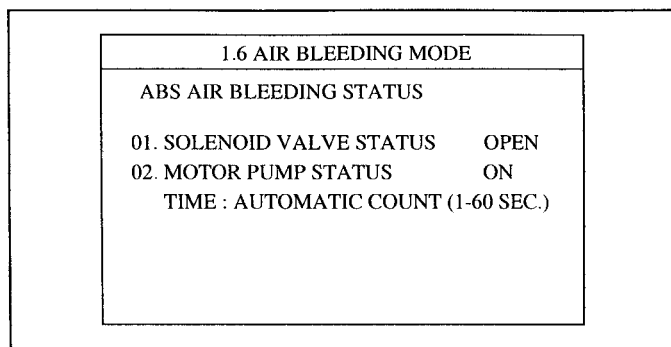 1.6 AIR BLEEDING MODE
ABS AIR BLEEDING STATUS
01. SOLENOID VALVE STATUS OPEN
02. MOTOR PUMP STATUS ON
TIME : AUTOMATIC COUNT (1-60 SEC.)